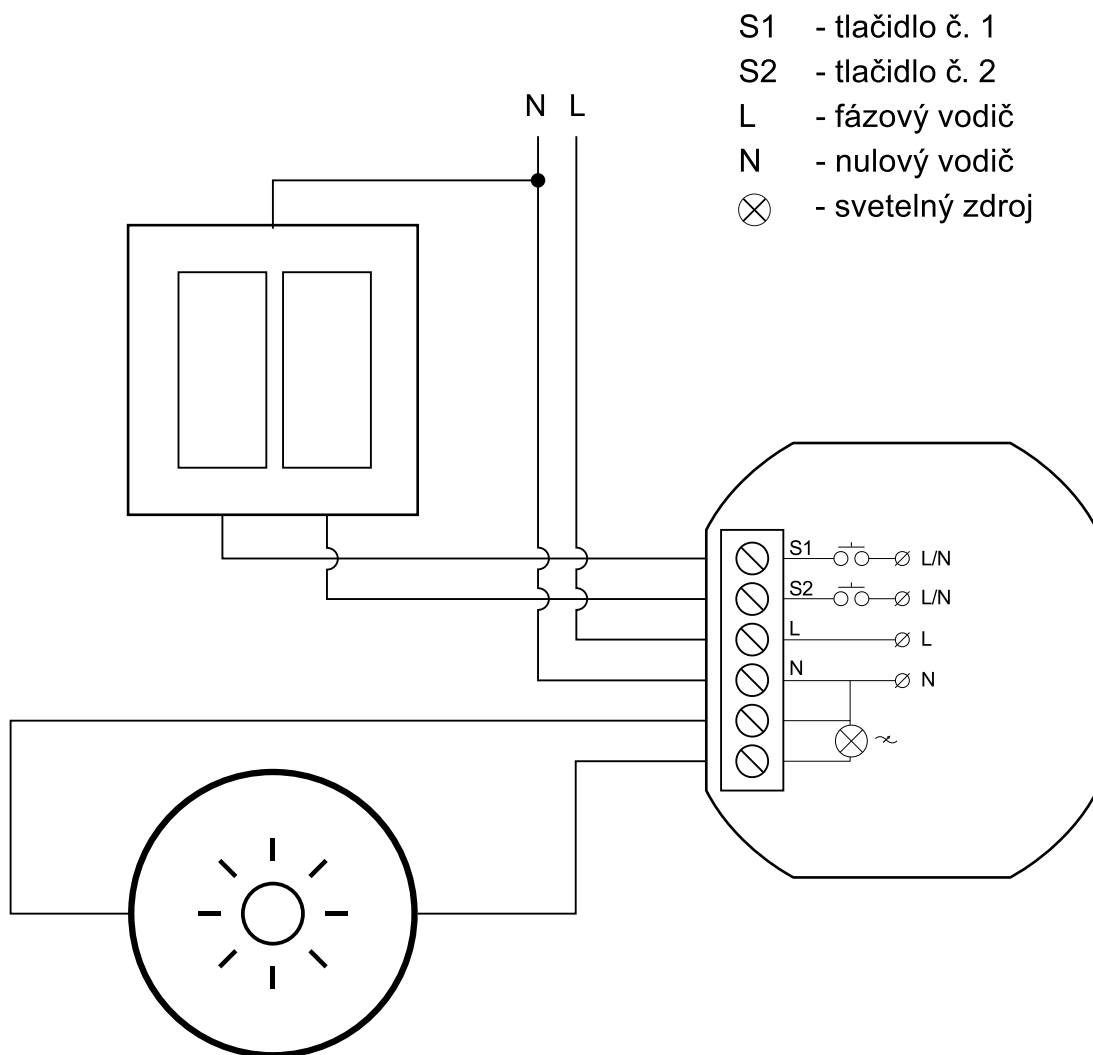 S1 - tlačidlo č. 1
S2 - tlačidlo č. 2
L - fázový vodič
N - nulový vodič
- svetelný zdroj
N L
S1 L/N
S2 L/N
L L
N N